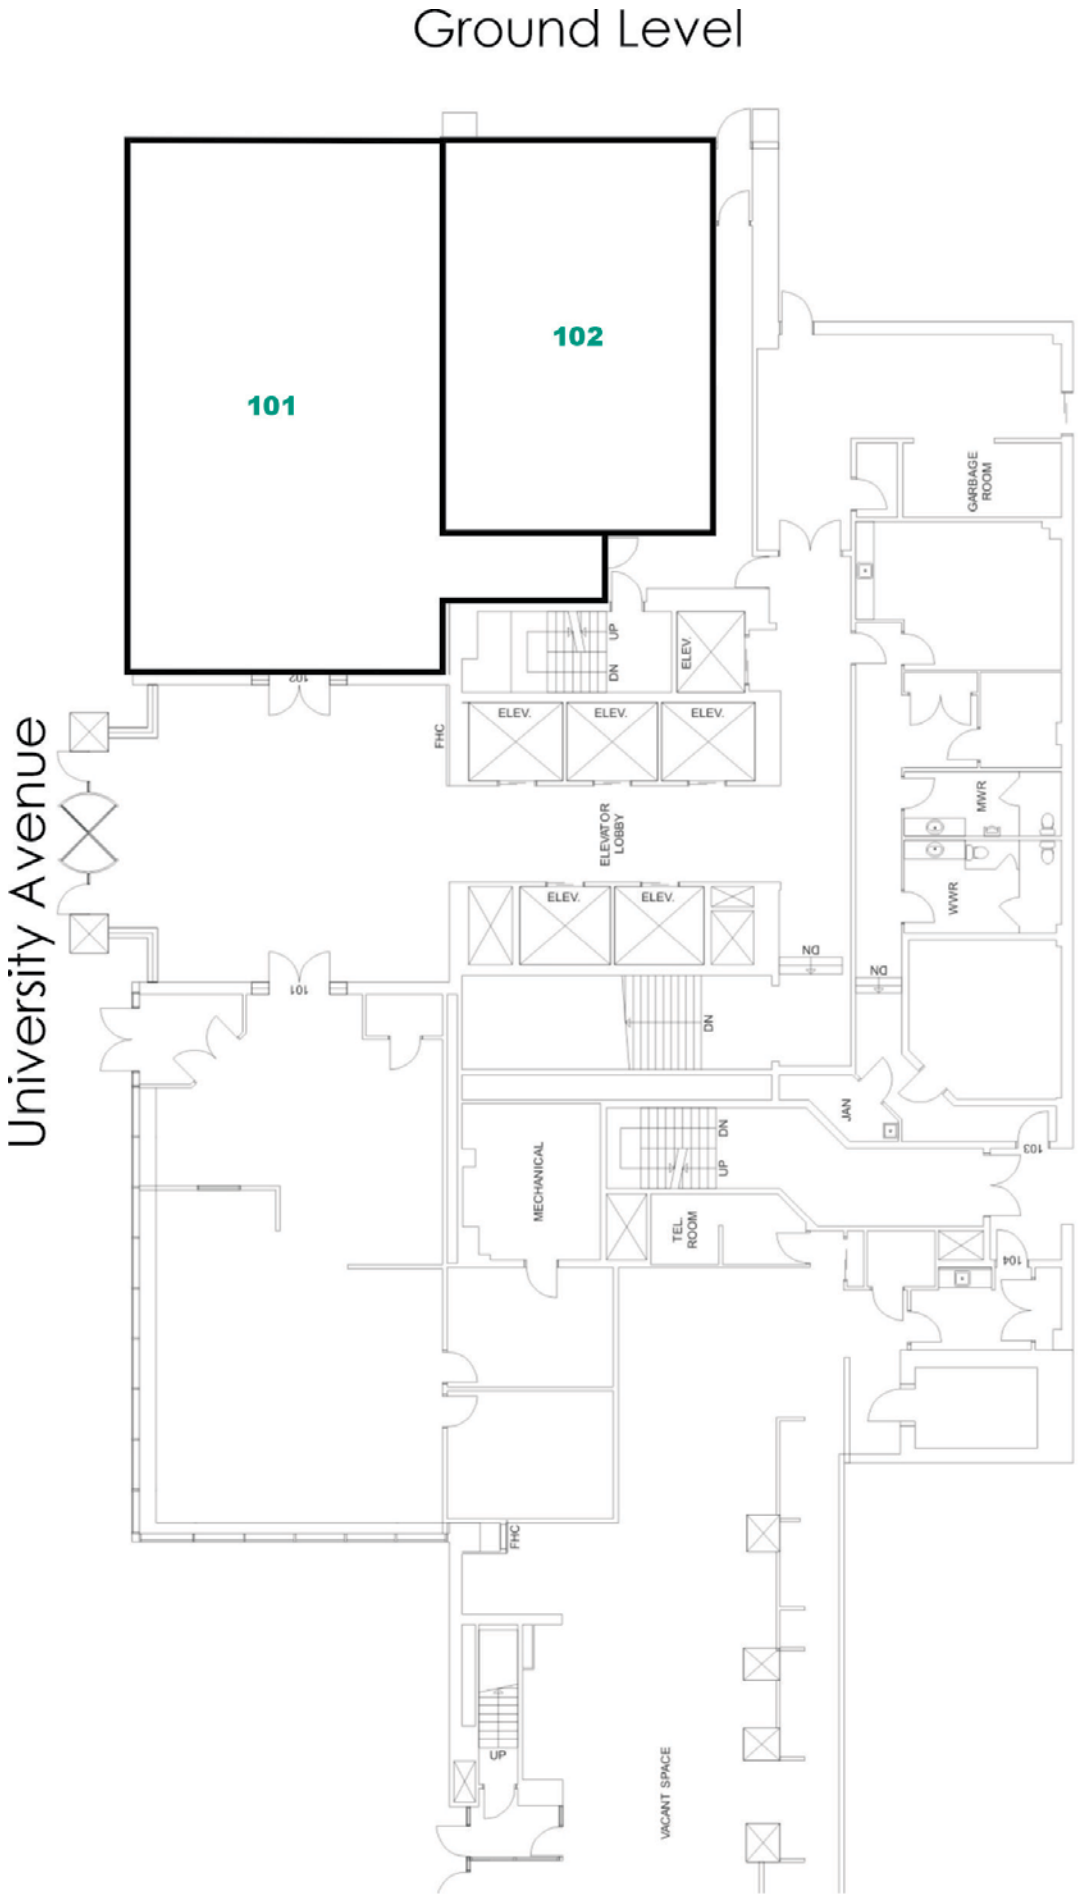 Ground Level
102
101
GARBAGE
ROOM
UP
DN
ELEV.
102
ELEV.
ELEV.
ELEV.
FHC
University Avenue
MWR
ELEVATOR
LOBBY
WWR
ELEV.
ELEV.
DN
DN
101
DN
JAN
DN
UP
103
MECHANICAL
TEL.
ROOM
104
FHC
UP
VACANT SPACE